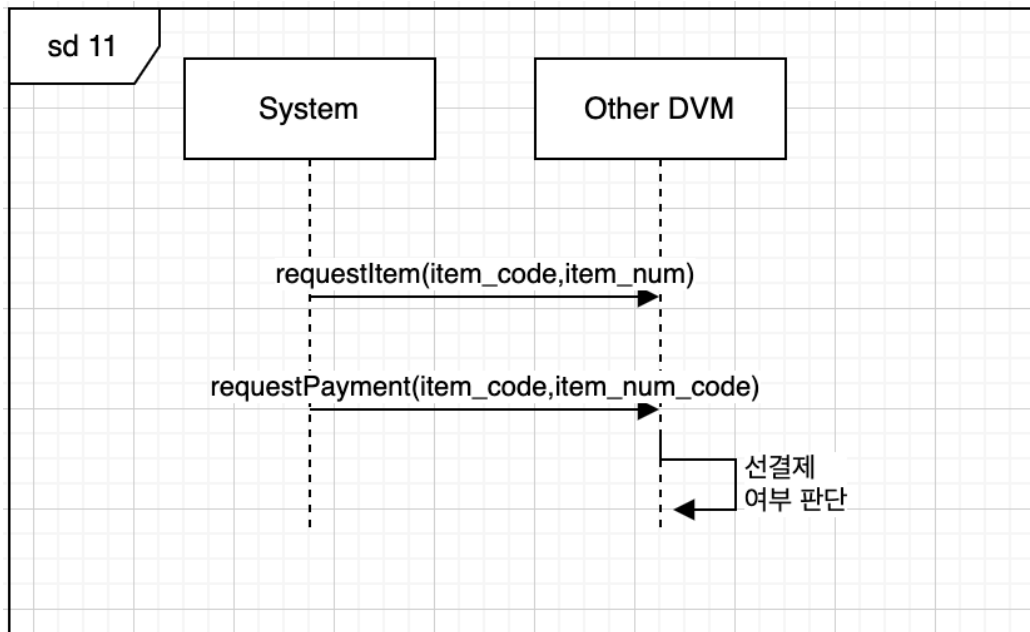 sd 11
System
Other DVM
requestItem(item_code,item_num)
requestPayment(item_code,item_num_code)
선결제
여부 판단